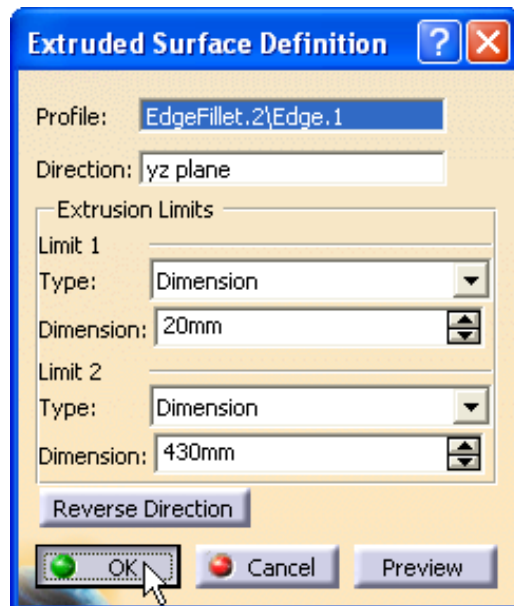 Extruded Surface Definition ?
Profile: EdgeFillet.2\Edge.1
Direction: yz plane
Extrusion Limits
Limit 1
Type: Dimension
Dimension: 20mm
Limit 2
Type: Dimension
Dimension: 430mm
Reverse Direction
OK Cancel Preview